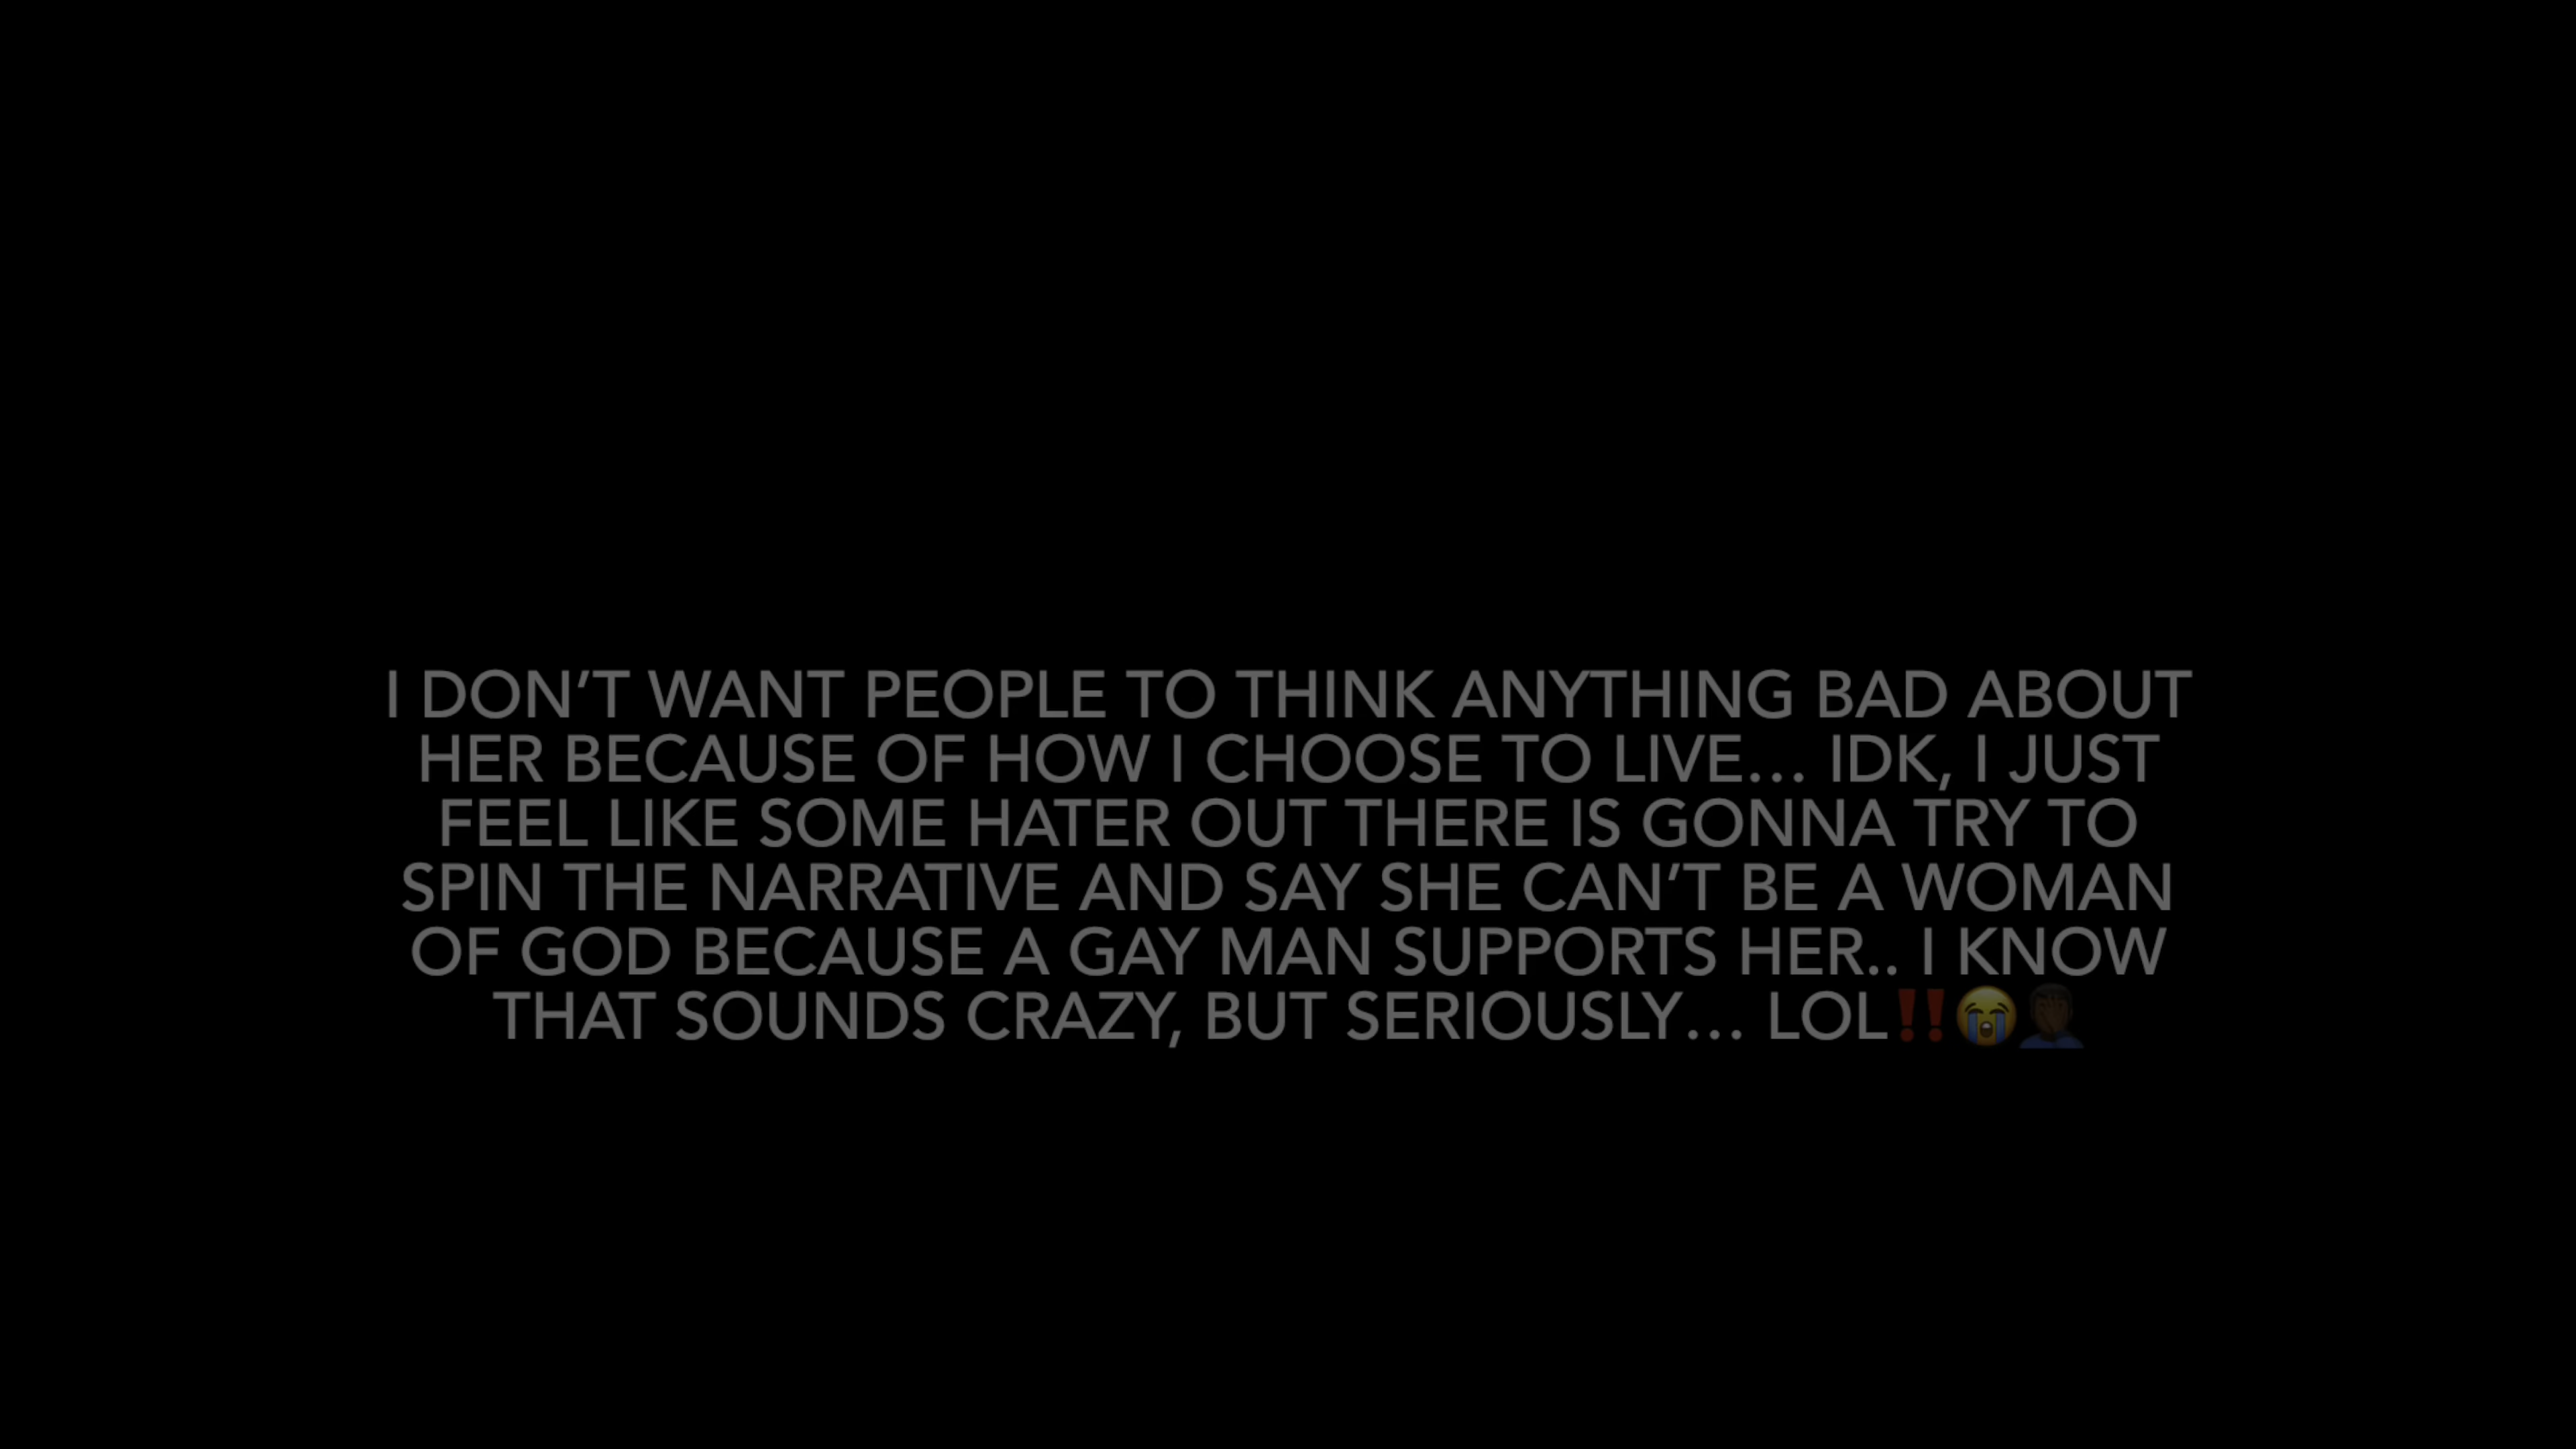 I DON’T WANT PEOPLE TO THINK ANYTHING BAD ABOUT
HER BECAUSE OF HOW I CHOOSE TO LIVE… IDK, I JUST
FEEL LIKE SOME HATER OUT THERE IS GONNA TRY TO
SPIN THE NARRATIVE AND SAY SHE CAN’T BE A WOMAN
OF GOD BECAUSE A GAY MAN SUPPORTS HER.. I KNOW
THAT SOUNDS CRAZY, BUT SERIOUSLY… LOL‼️😭🤦🏿‍♂️